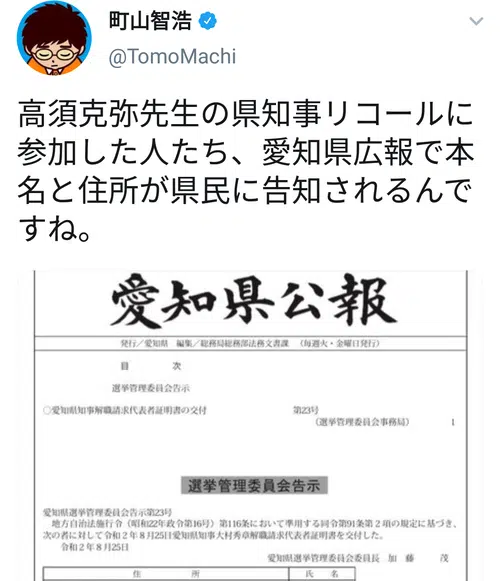 町山智浩
@TomoMachi
高須克弥先生の県知事リコールに
参加した人たち、愛知県広報で本
名と住所が県民に告知されるんで
すね。
愛知県公報
発行／愛知県 編集／総務局総務部法務文書課 （毎週火・金曜日発行）
目 次
選挙管理委員会告示
○愛知県知事解職請求代表者証明書の交付 第23号
（選挙管理委員会事務局） 1
選挙管理委員会告示
愛知県選挙管理委員会告示第23号
地方自治法施行令（昭和22年政令第16号）第116条において準用する同令第91条第２項の規定に基づき、
次の者に対して令和２年８月25日愛知県知事大村秀章解職請求代表者証明書を交付した。
令和２年８月25日
愛知県選挙管理委員会委員長 加 藤 茂
住 所 氏 名